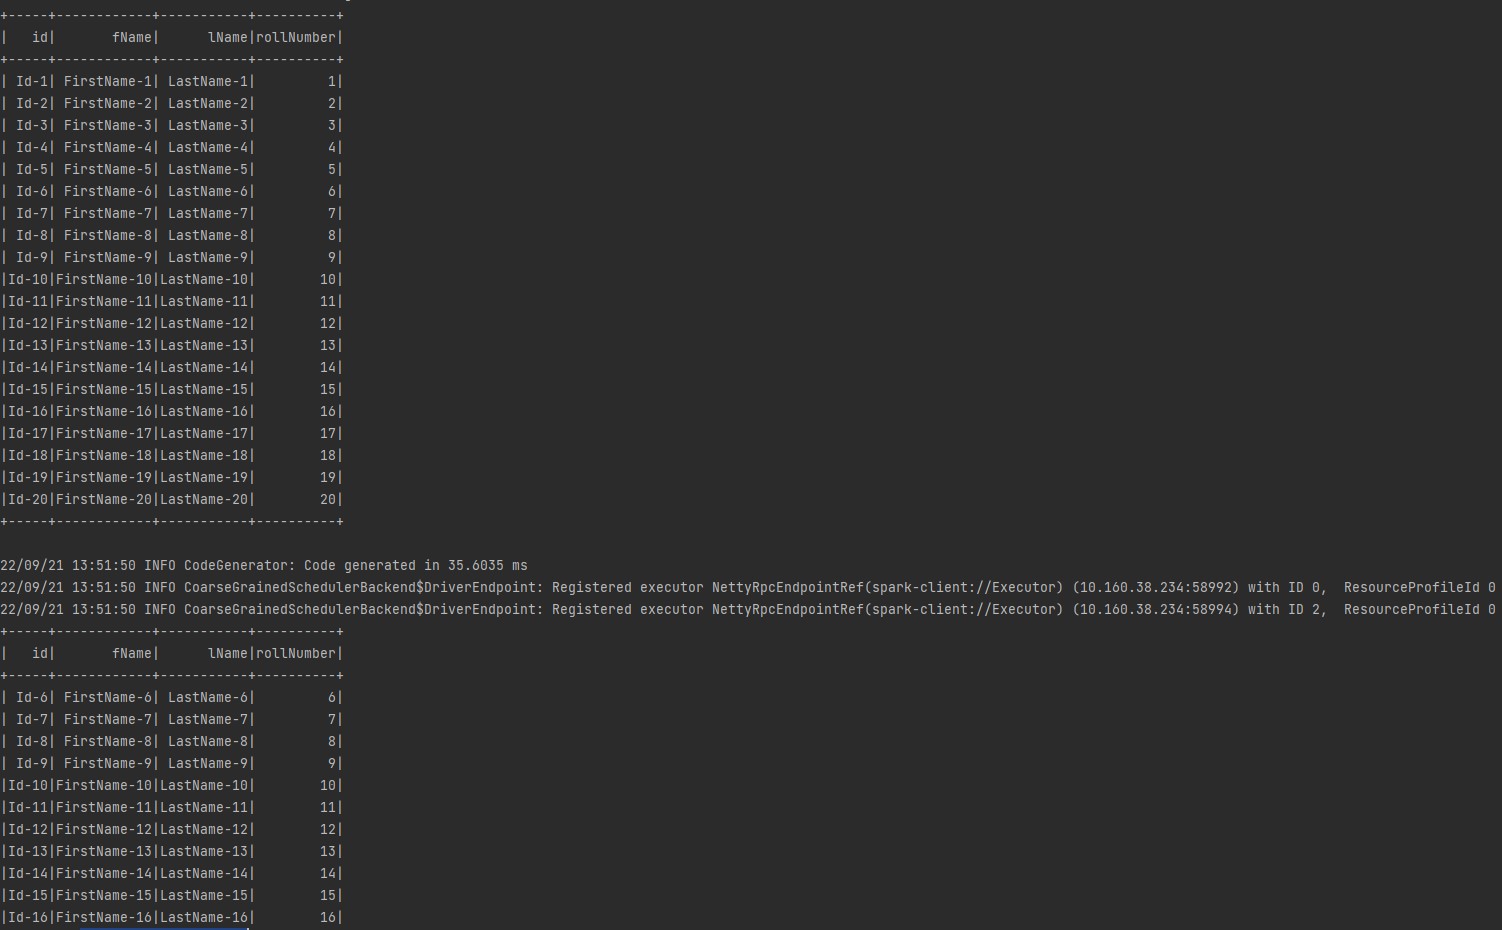 +-----+------------+-----------+----------+
|   id|       fName|      lName|rollNumber|
+-----+------------+-----------+----------+
| Id-1| FirstName-1| LastName-1|         1|
| Id-2| FirstName-2| LastName-2|         2|
| Id-3| FirstName-3| LastName-3|         3|
| Id-4| FirstName-4| LastName-4|         4|
| Id-5| FirstName-5| LastName-5|         5|
| Id-6| FirstName-6| LastName-6|         6|
| Id-7| FirstName-7| LastName-7|         7|
| Id-8| FirstName-8| LastName-8|         8|
| Id-9| FirstName-9| LastName-9|         9|
|Id-10|FirstName-10|LastName-10|        10|
|Id-11|FirstName-11|LastName-11|        11|
|Id-12|FirstName-12|LastName-12|        12|
|Id-13|FirstName-13|LastName-13|        13|
|Id-14|FirstName-14|LastName-14|        14|
|Id-15|FirstName-15|LastName-15|        15|
|Id-16|FirstName-16|LastName-16|        16|
|Id-17|FirstName-17|LastName-17|        17|
|Id-18|FirstName-18|LastName-18|        18|
|Id-19|FirstName-19|LastName-19|        19|
|Id-20|FirstName-20|LastName-20|        20|
+-----+------------+-----------+----------+

22/09/21 13:51:50 INFO CodeGenerator: Code generated in 35.6035 ms
22/09/21 13:51:50 INFO CoarseGrainedSchedulerBackend$DriverEndpoint: Registered executor NettyRpcEndpointRef(spark-client://Executor) (10.160.38.234:58992) with ID 0,  ResourceProfileId 0
22/09/21 13:51:50 INFO CoarseGrainedSchedulerBackend$DriverEndpoint: Registered executor NettyRpcEndpointRef(spark-client://Executor) (10.160.38.234:58994) with ID 2,  ResourceProfileId 0
+-----+------------+-----------+----------+
|   id|       fName|      lName|rollNumber|
+-----+------------+-----------+----------+
| Id-6| FirstName-6| LastName-6|         6|
| Id-7| FirstName-7| LastName-7|         7|
| Id-8| FirstName-8| LastName-8|         8|
| Id-9| FirstName-9| LastName-9|         9|
|Id-10|FirstName-10|LastName-10|        10|
|Id-11|FirstName-11|LastName-11|        11|
|Id-12|FirstName-12|LastName-12|        12|
|Id-13|FirstName-13|LastName-13|        13|
|Id-14|FirstName-14|LastName-14|        14|
|Id-15|FirstName-15|LastName-15|        15|
|Id-16|FirstName-16|LastName-16|        16|